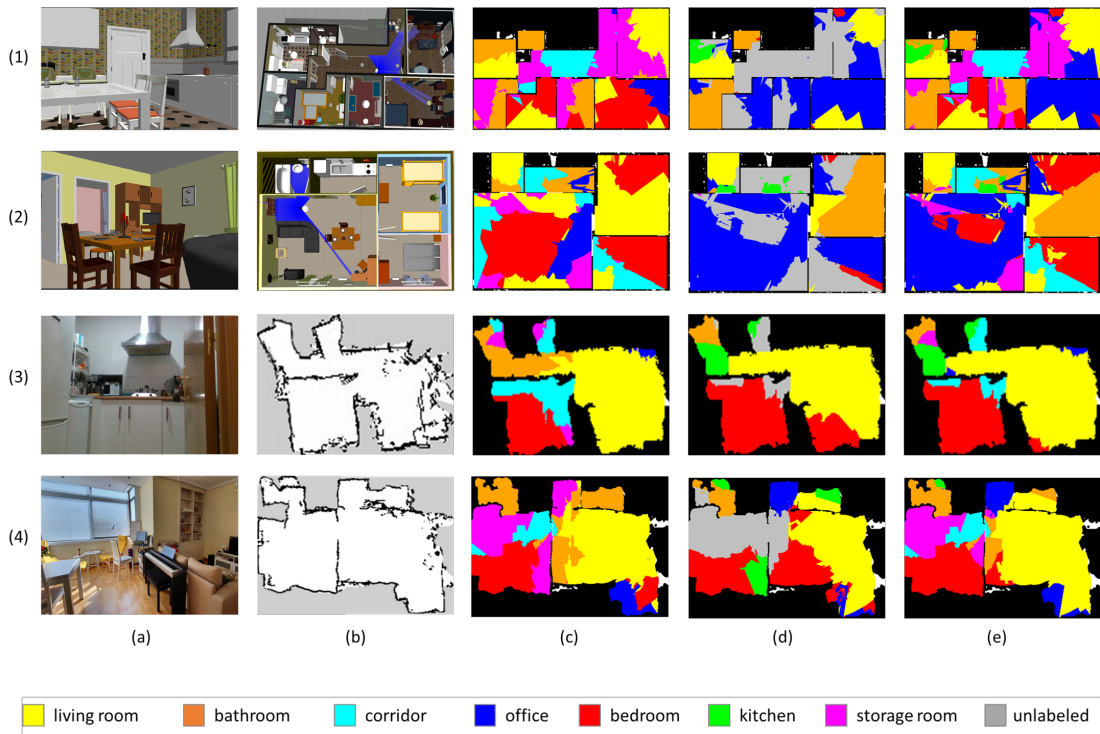 (1)
(2)
(3)
(4)
(a) (b) (c) (d) (e)
living room bathroom corridor office bedroom kitchen storage room unlabeled